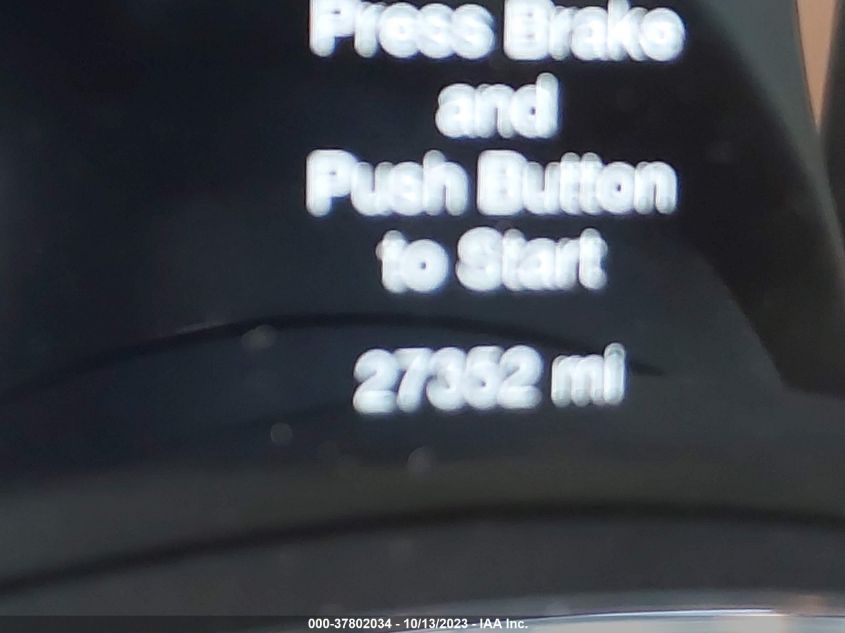 Press Brake
and
Push Button
to Start
27352 mi
000-37802034 - 10/13/2023 - IAA Inc.